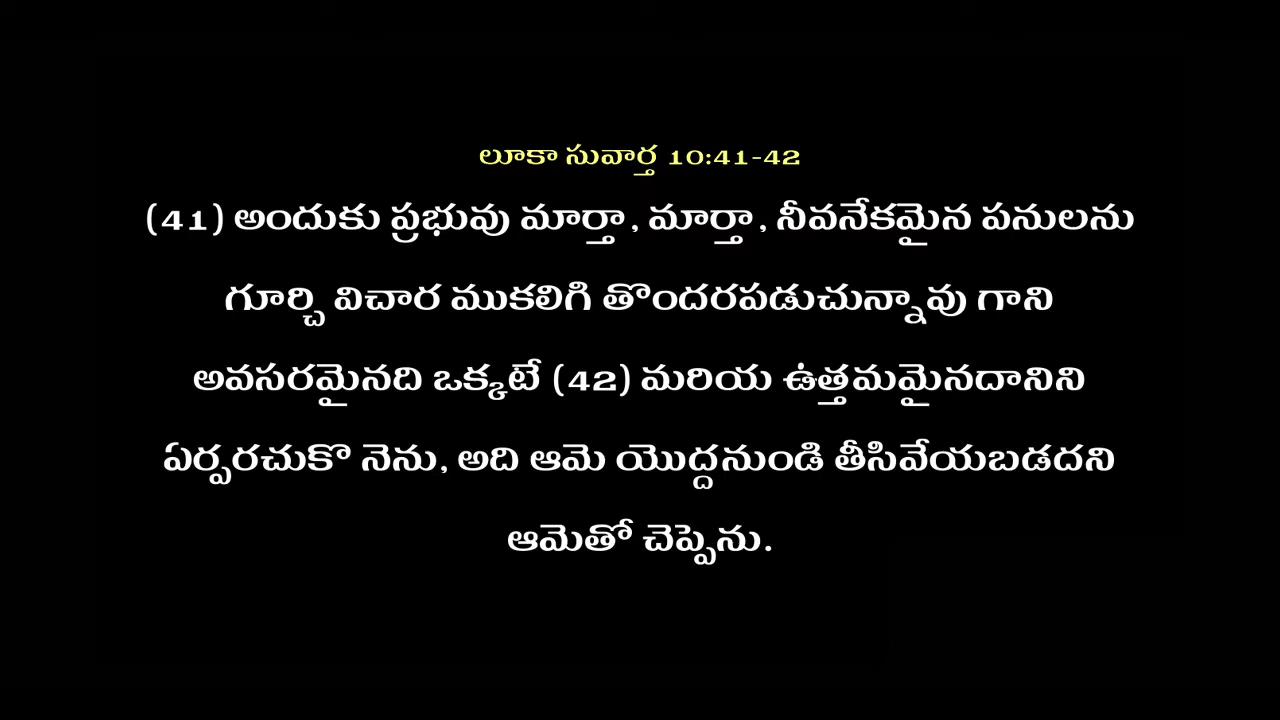 లూకా సువార్త 10:41-42
(41) అందుకు ప్రభువు మార్తా, మార్తా, నీవనేకమైన పనులను
గూర్చి విచార ముకలిగి తొందరపడుచున్నావు గాని
అవసరమైనది ఒక్కటే (42) మరియ ఉత్తమమైనదానిని
ఏర్పరచుకొ నెను, అది ఆమె యొద్దనుండి తీసివేయబడదని
ఆమెతో చెప్పెను.